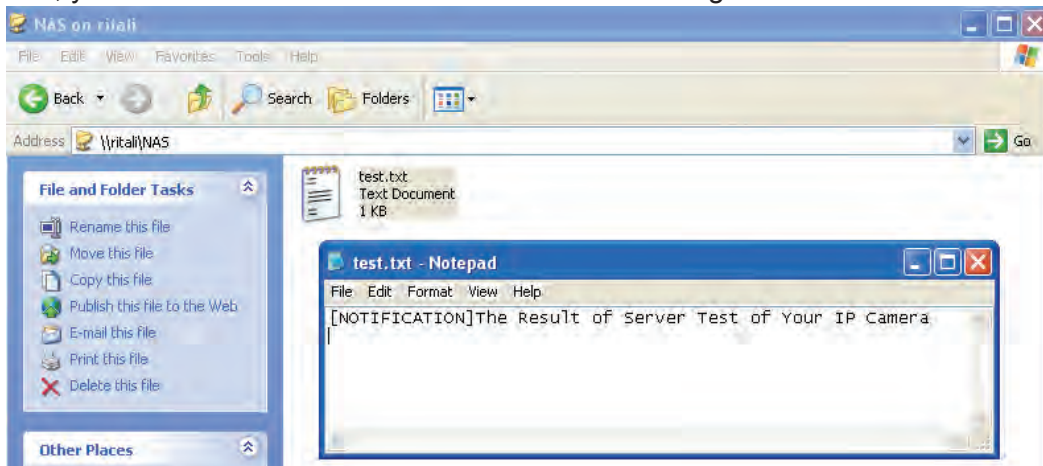 NAS on ritali
File Edit View Favorites Tools Help
Back Search Folders
Address \\ritali\NAS Go
File and Folder Tasks
Rename this file
Move this file
Copy this file
Publish this file to the Web
E-mail this file
Print this file
Delete this file
Other Places
test.txt
Text Document
1 KB
test.txt - Notepad
File Edit Format View Help
[NOTIFICATION]The Result of Server Test of Your IP Camera